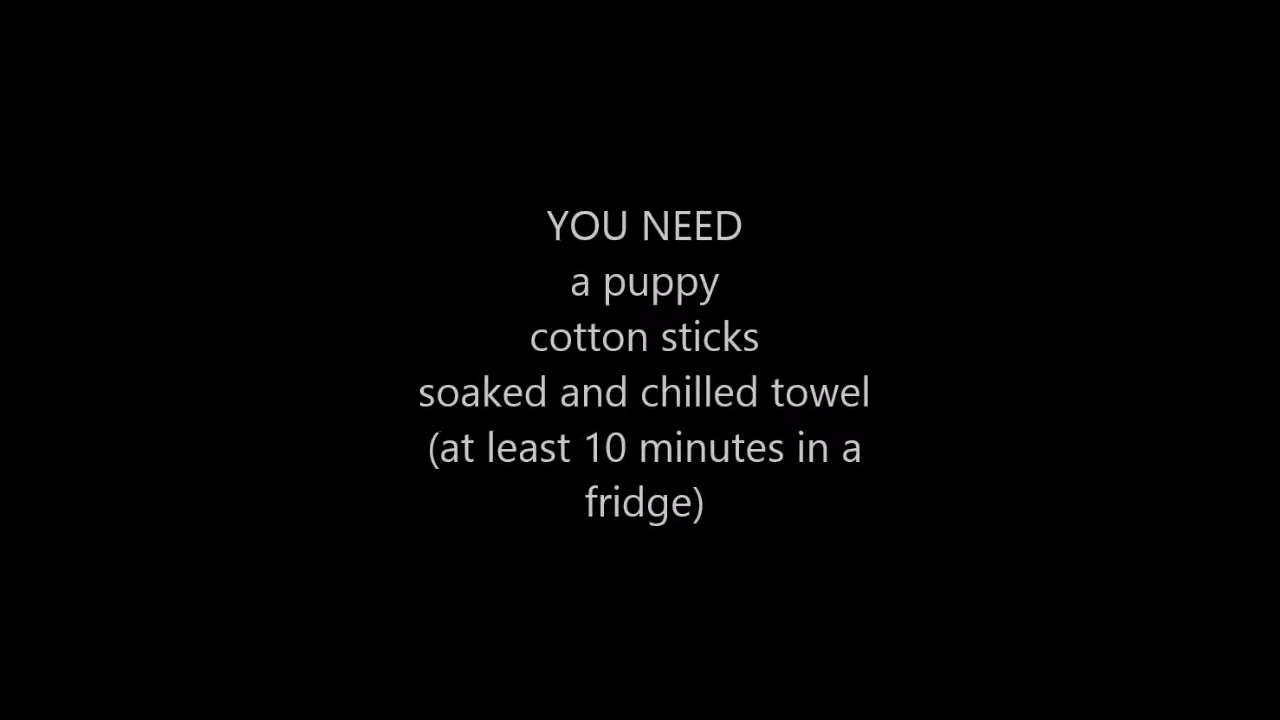 YOU NEED
a puppy
cotton sticks
soaked and chilled towel
(at least 10 minutes in a
fridge)